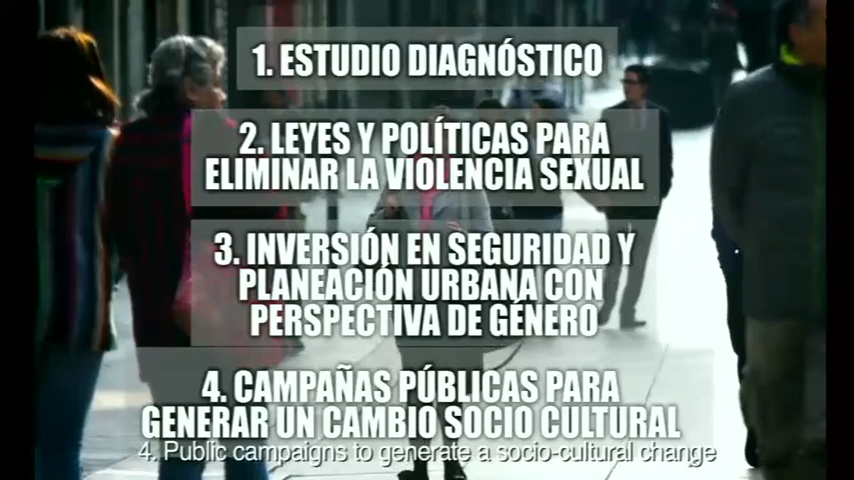 1. ESTUDIO DIAGNÓSTICO
2. LEYES Y POLÍTICAS PARA
ELIMINAR LA VIOLENCIA SEXUAL
3. INVERSIÓN EN SEGURIDAD Y
PLANEACIÓN URBANA CON
PERSPECTIVA DE GÉNERO
4. CAMPAÑAS PÚBLICAS PARA
GENERAR UN CAMBIO SOCIO CULTURAL
4. Public campaigns to generate a socio-cultural change